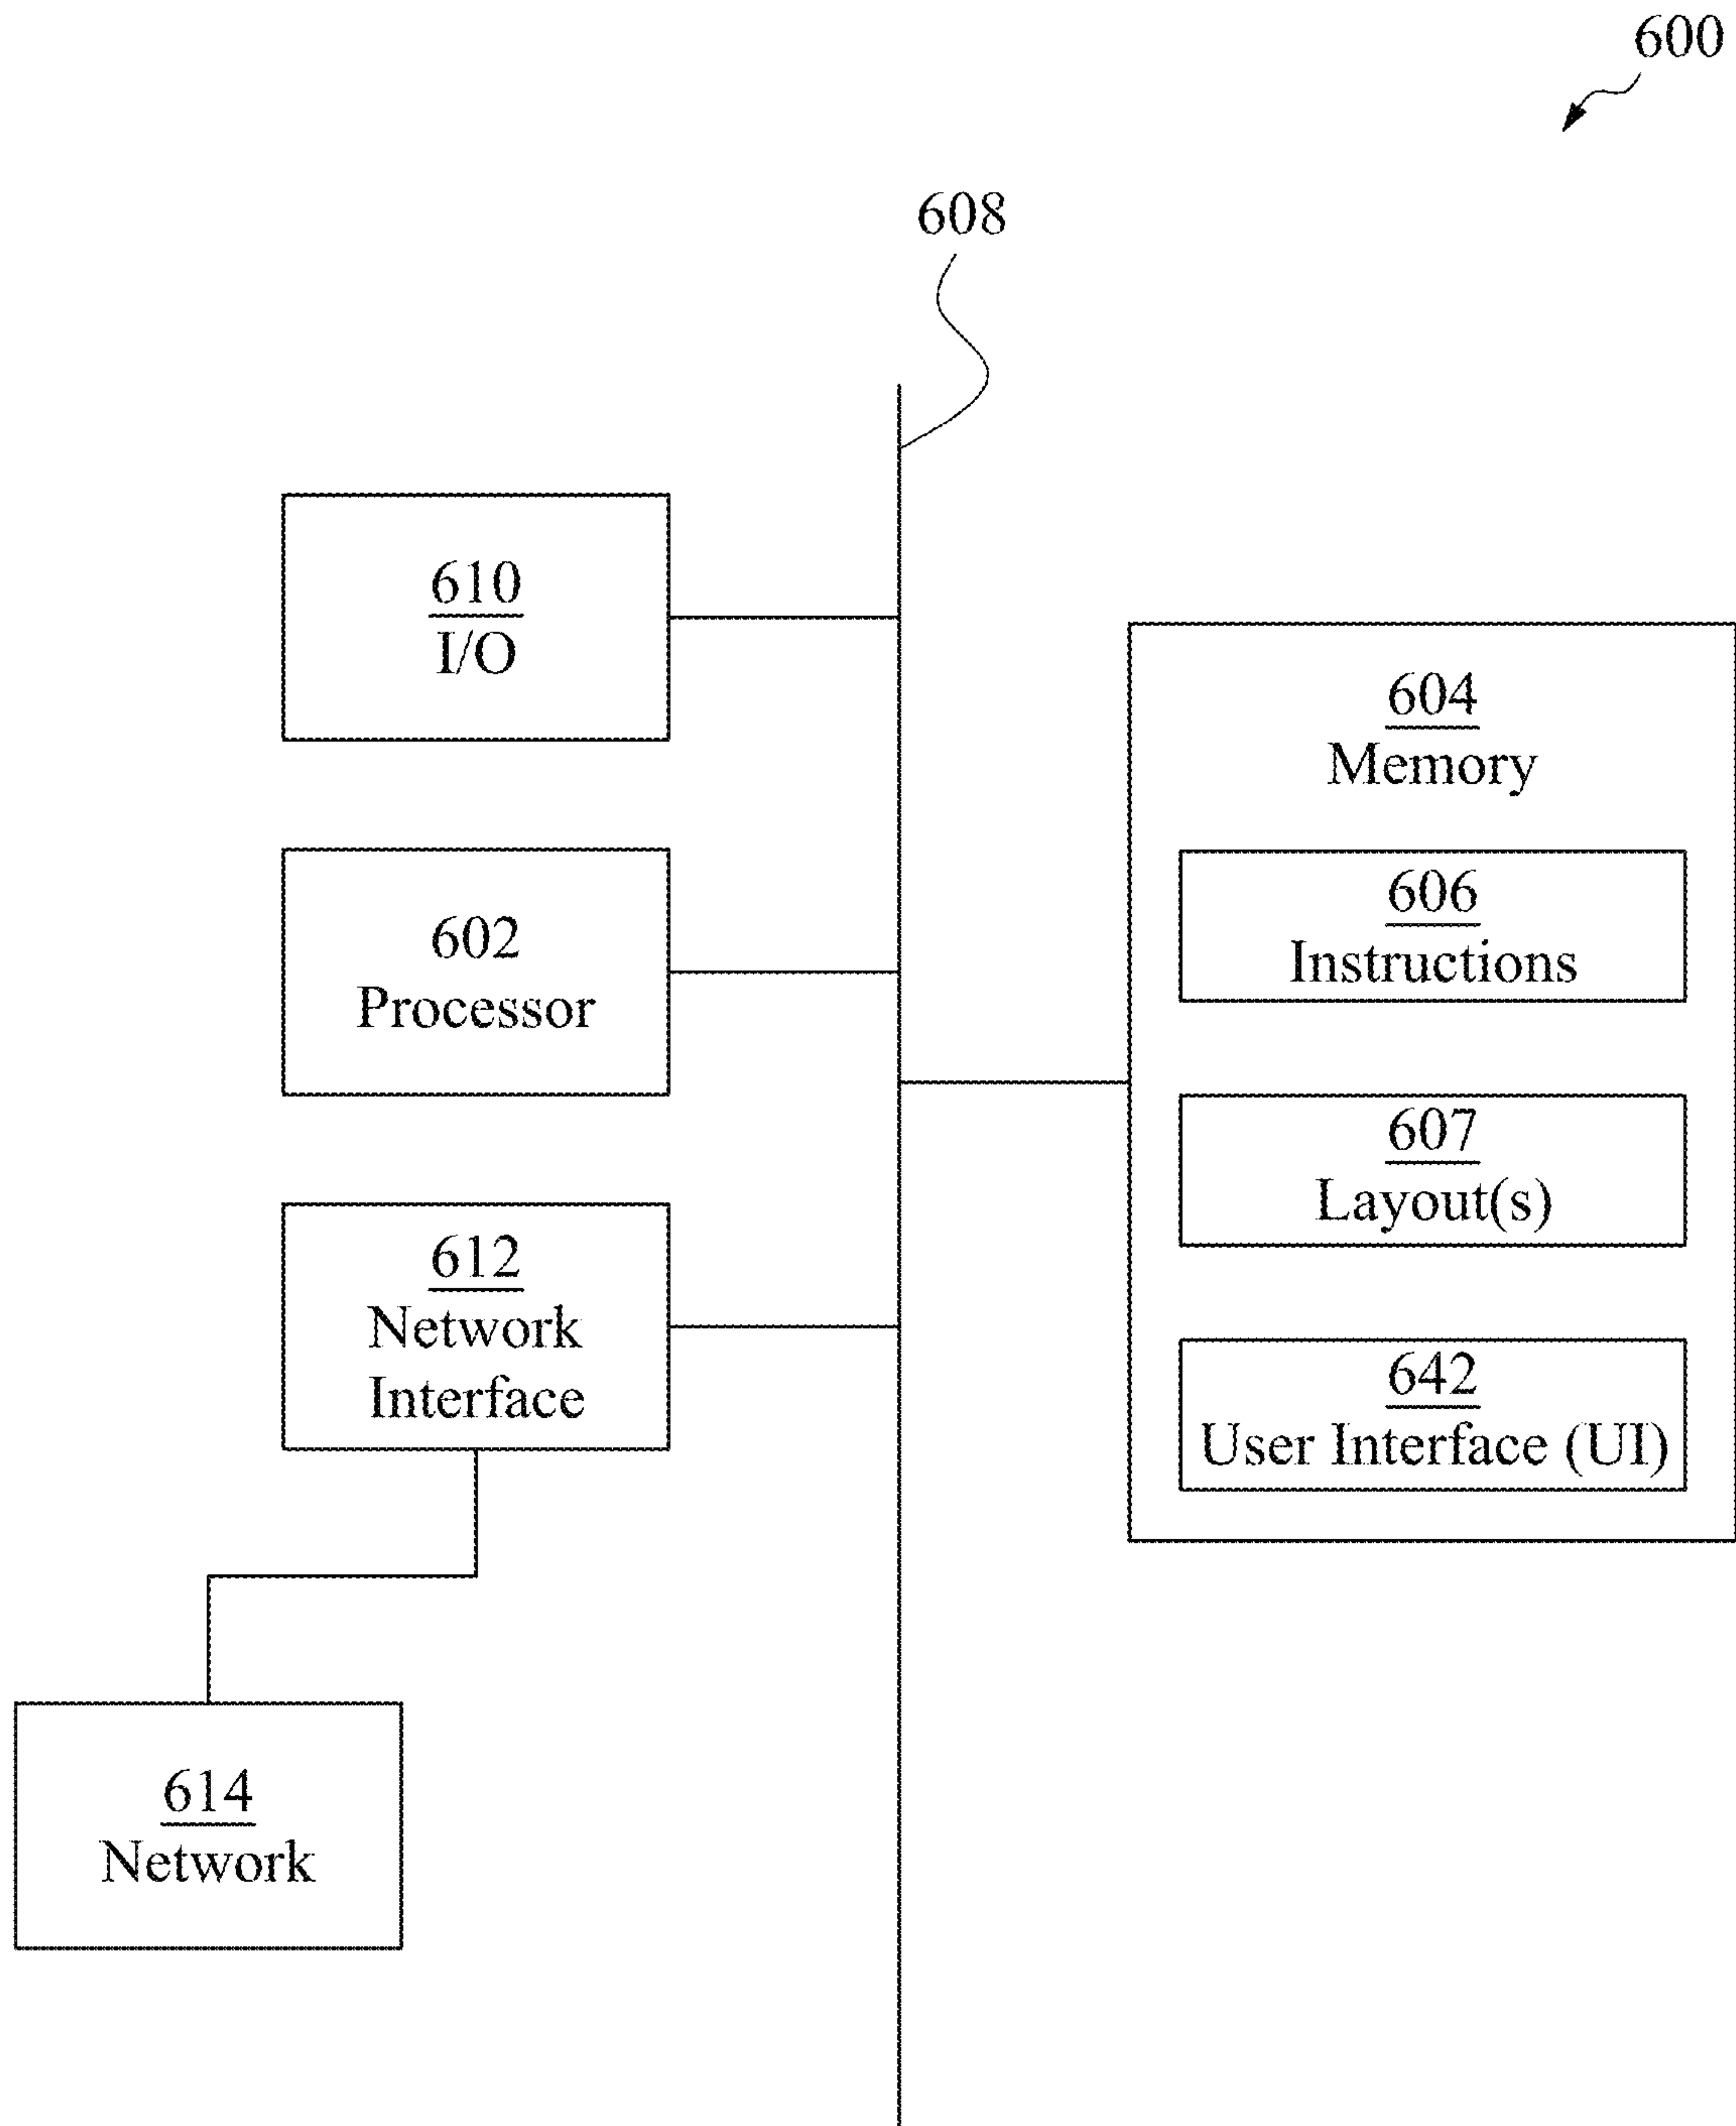 600
608
610
I/O
602
Processor
612
Network
Interface
614
Network
604
Memory
606
Instructions
607
Layout(s)
642
User Interface (UI)